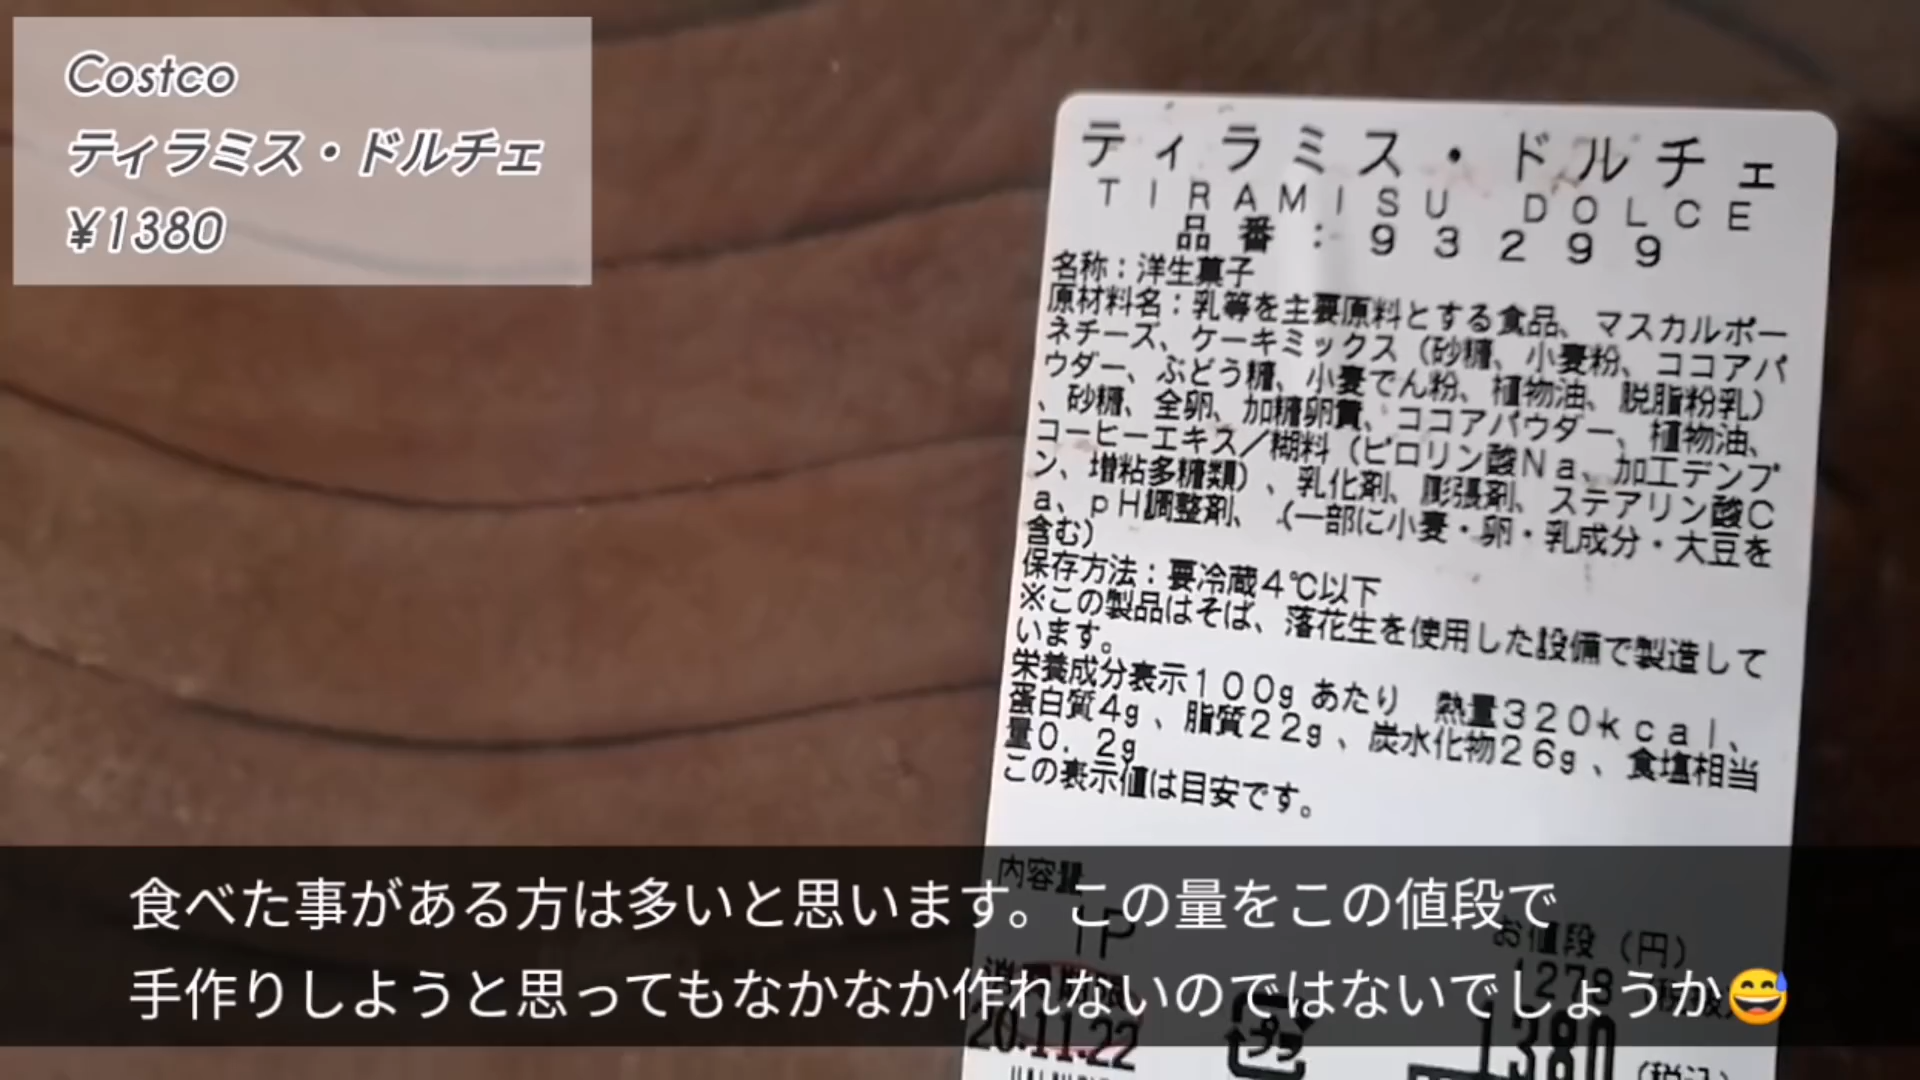 Costco
ティラミス・ドルチェ
¥1380
ティラミス・ドルチェ
TIRAMISU DOLCE
品番:93299
名称:洋生菓子
原材料名:乳等を主要原料とする食品、マスカルポー
ネチーズ、ケーキミックス(砂糖、小麦粉、ココアパ
ウダー、ぶどう糖、小麦でん粉、植物油、脱脂粉乳)
、砂糖、全卵、加糖卵黄、ココアパウダー、植物油、
コーヒーエキス/糊料(ピロリン酸Na、加工デンプ
ン、増粘多糖類)、乳化剤、膨張剤、ステアリン酸C
a、pH調整剤、(一部に小麦・卵・乳成分・大豆を
含む)
保存方法:要冷蔵4℃以下
※この製品はそば、落花生を使用した設備で製造して
います。
栄養成分表示100gあたり 熱量320kcal、
蛋白質4g、脂質22g、炭水化物26g、食塩相当
量0.2g
この表示値は目安です。
内容量
1P
お値段(円)
20.11.22
プラ
1380
(税込)
食べた事がある方は多いと思います。この量をこの値段で
手作りしようと思ってもなかなか作れないのではないでしょうか😅